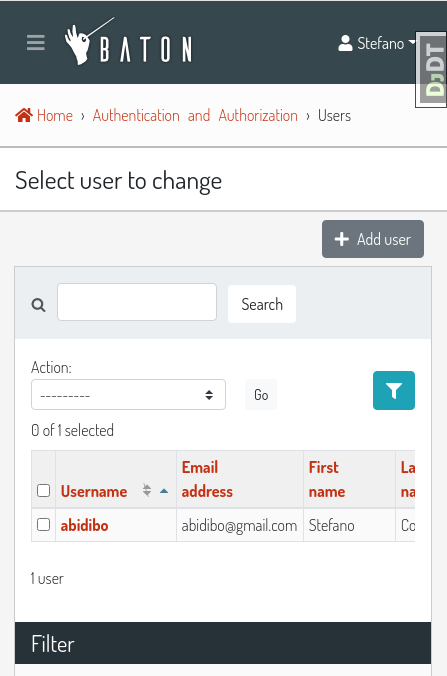 BATON
Stefano
DJDT
Home › Authentication and Authorization › Users
Select user to change
Add user
Search
Action:
---------
Go
0 of 1 selected
Username Email address First name La na
abidibo abidibo@gmail.com Stefano Co
1 user
Filter